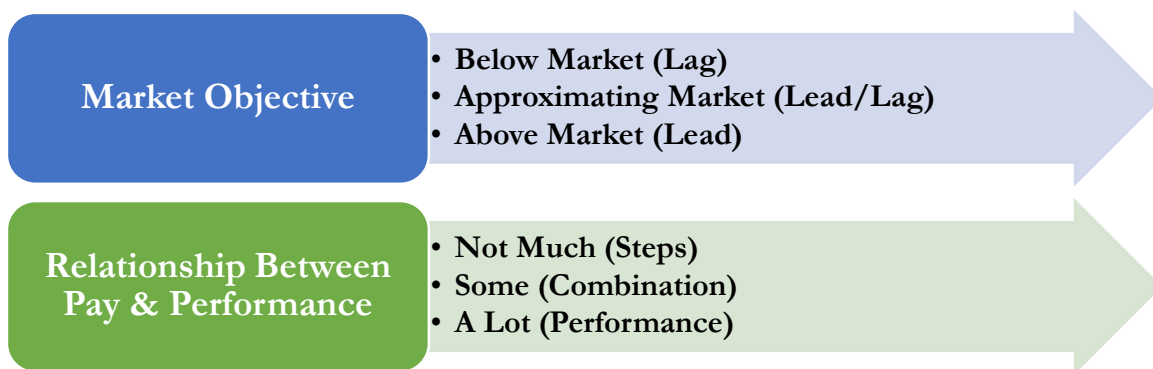 Market Objective
• Below Market (Lag)
• Approximating Market (Lead/Lag)
• Above Market (Lead)
Relationship Between
Pay & Performance
• Not Much (Steps)
• Some (Combination)
• A Lot (Performance)